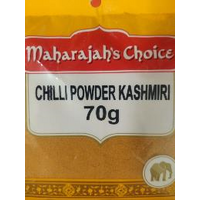 Maharajah's Choice
CHILLI POWDER KASHMIRI
70g